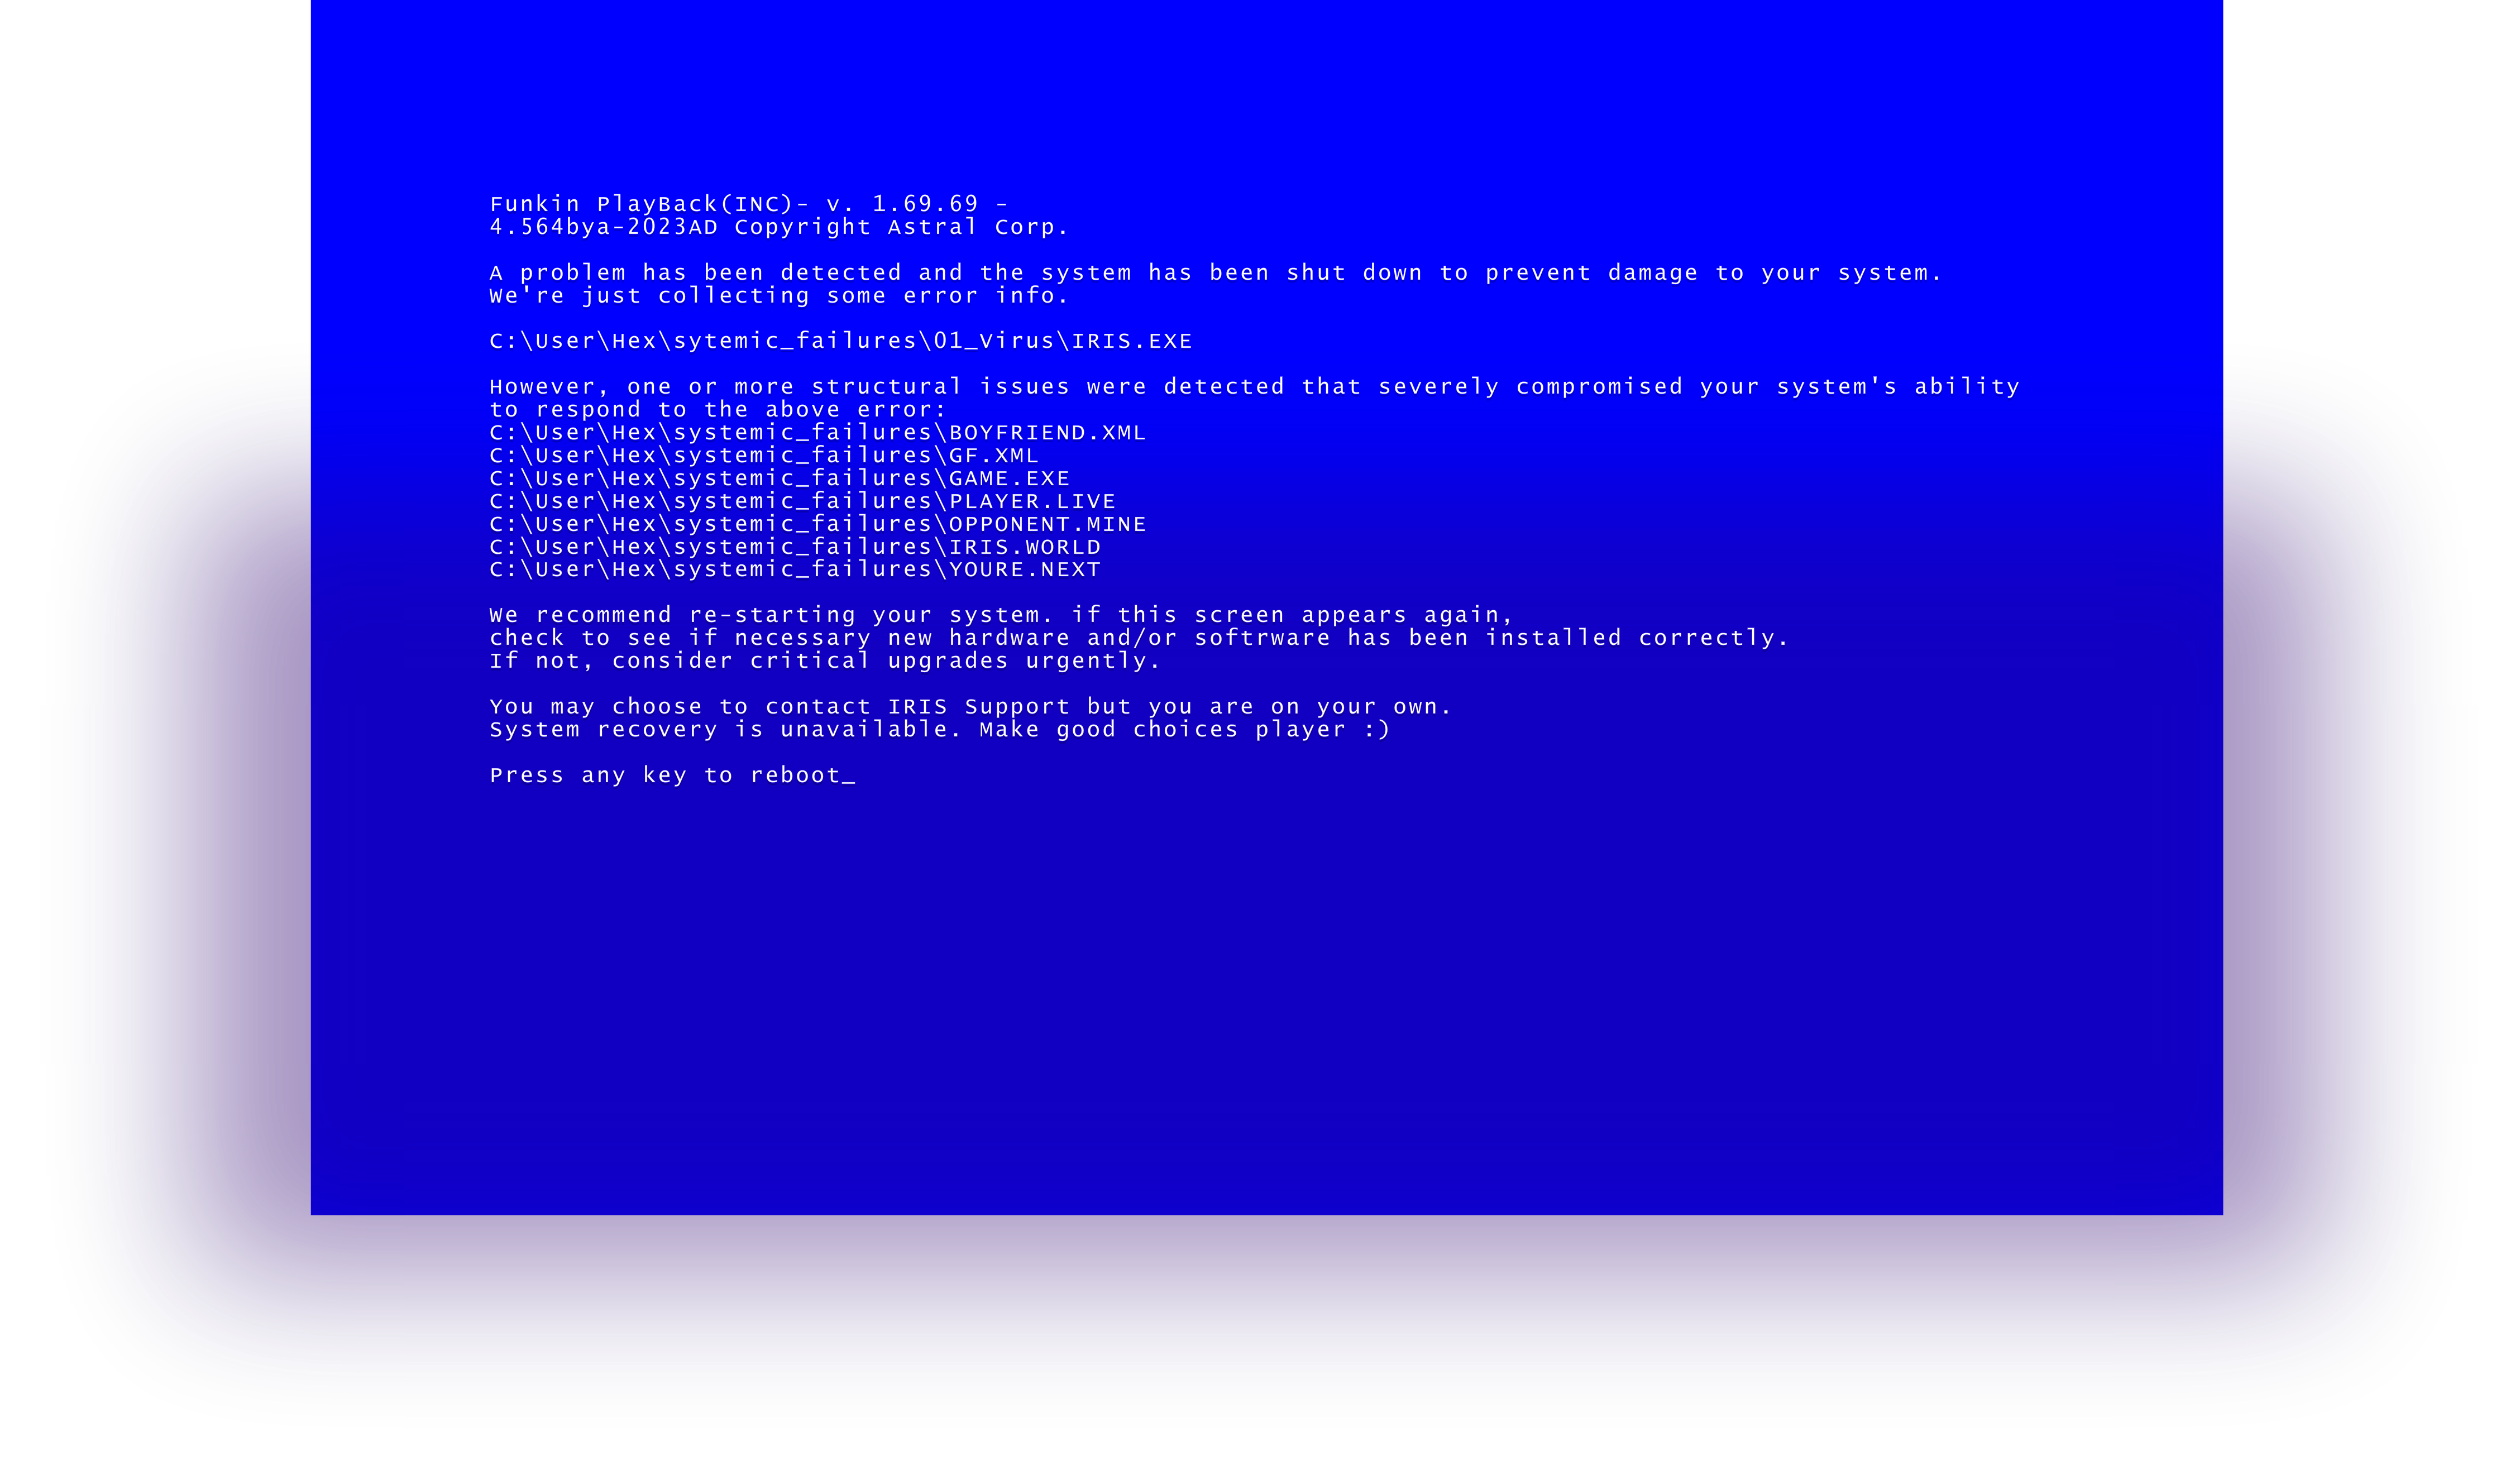 Funkin PlayBack(INC)- v. 1.69.69 -
4.564bya-2023AD Copyright Astral Corp.
A problem has been detected and the system has been shut down to prevent damage to your system.
We're just collecting some error info.
C:\User\Hex\sytemic_failures\01_Virus\IRIS.EXE
However, one or more structural issues were detected that severely compromised your system's ability
to respond to the above error:
C:\User\Hex\systemic_failures\BOYFRIEND.XML
C:\User\Hex\systemic_failures\GF.XML
C:\User\Hex\systemic_failures\GAME.EXE
C:\User\Hex\systemic_failures\PLAYER.LIVE
C:\User\Hex\systemic_failures\OPPONENT.MINE
C:\User\Hex\systemic_failures\IRIS.WORLD
C:\User\Hex\systemic_failures\YOURE.NEXT
We recommend re-starting your system. if this screen appears again,
check to see if necessary new hardware and/or softrware has been installed correctly.
If not, consider critical upgrades urgently.
You may choose to contact IRIS Support but you are on your own.
System recovery is unavailable. Make good choices player :)
Press any key to reboot_